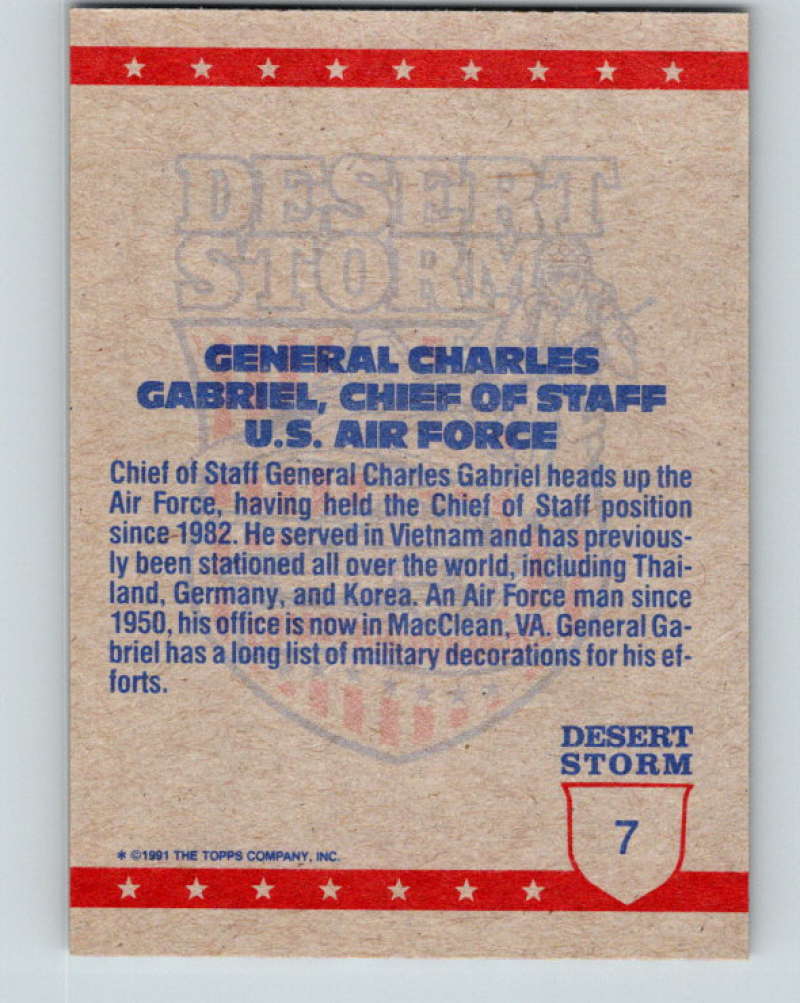 DESERT
STORM
GENERAL CHARLES
GABRIEL, CHIEF OF STAFF
U.S. AIR FORCE
Chief of Staff General Charles Gabriel heads up the
Air Force, having held the Chief of Staff position
since 1982. He served in Vietnam and has previous-
ly been stationed all over the world, including Thai-
land, Germany, and Korea. An Air Force man since
1950, his office is now in MacClean, VA. General Ga-
briel has a long list of military decorations for his ef-
forts.
DESERT
STORM
7
* ©1991 THE TOPPS COMPANY, INC.